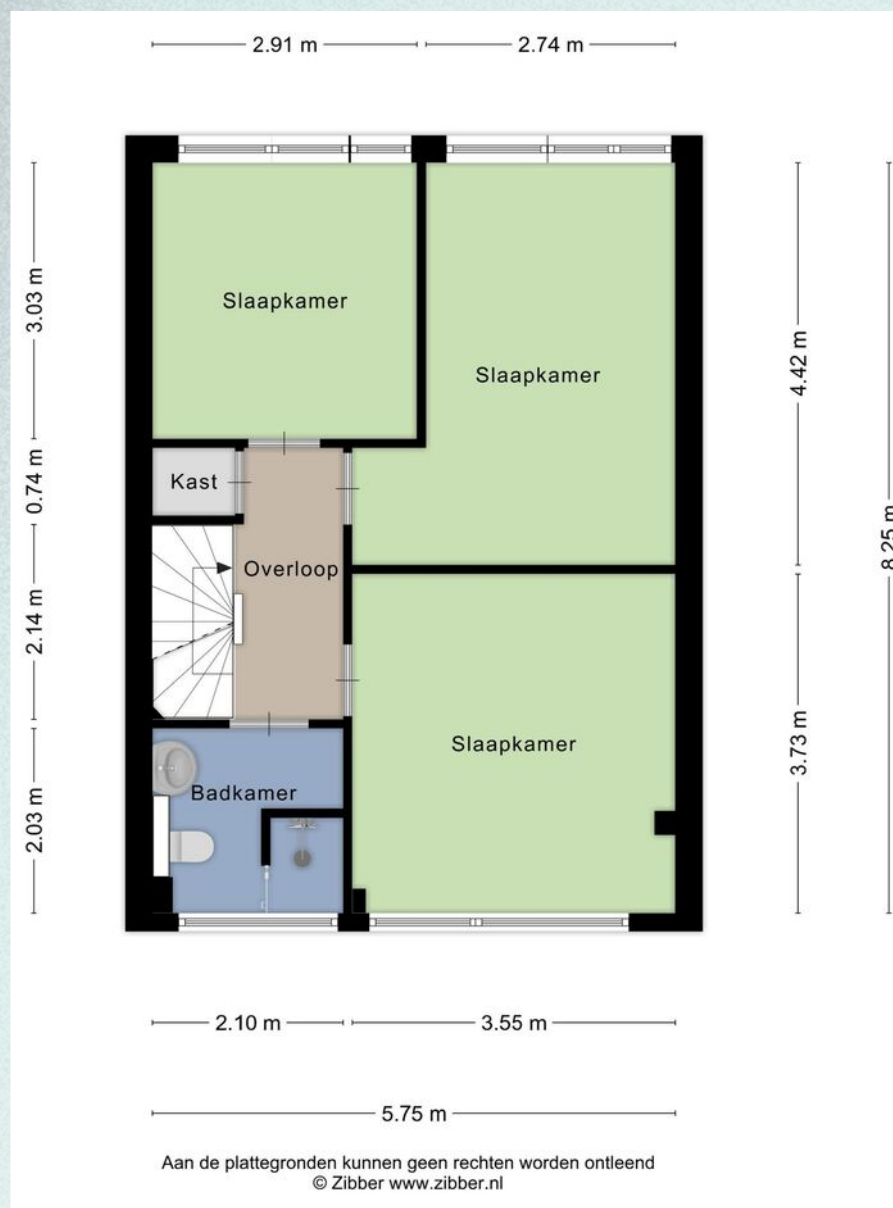 2.91 m
2.74 m
3.03 m
Slaapkamer
4.42 m
Slaapkamer
0.74 m
Kast
8.25 m
Overloop
2.14 m
Slaapkamer
3.73 m
Badkamer
2.03 m
2.10 m
3.55 m
5.75 m
Aan de plattegronden kunnen geen rechten worden ontleend
© Zibber www.zibber.nl